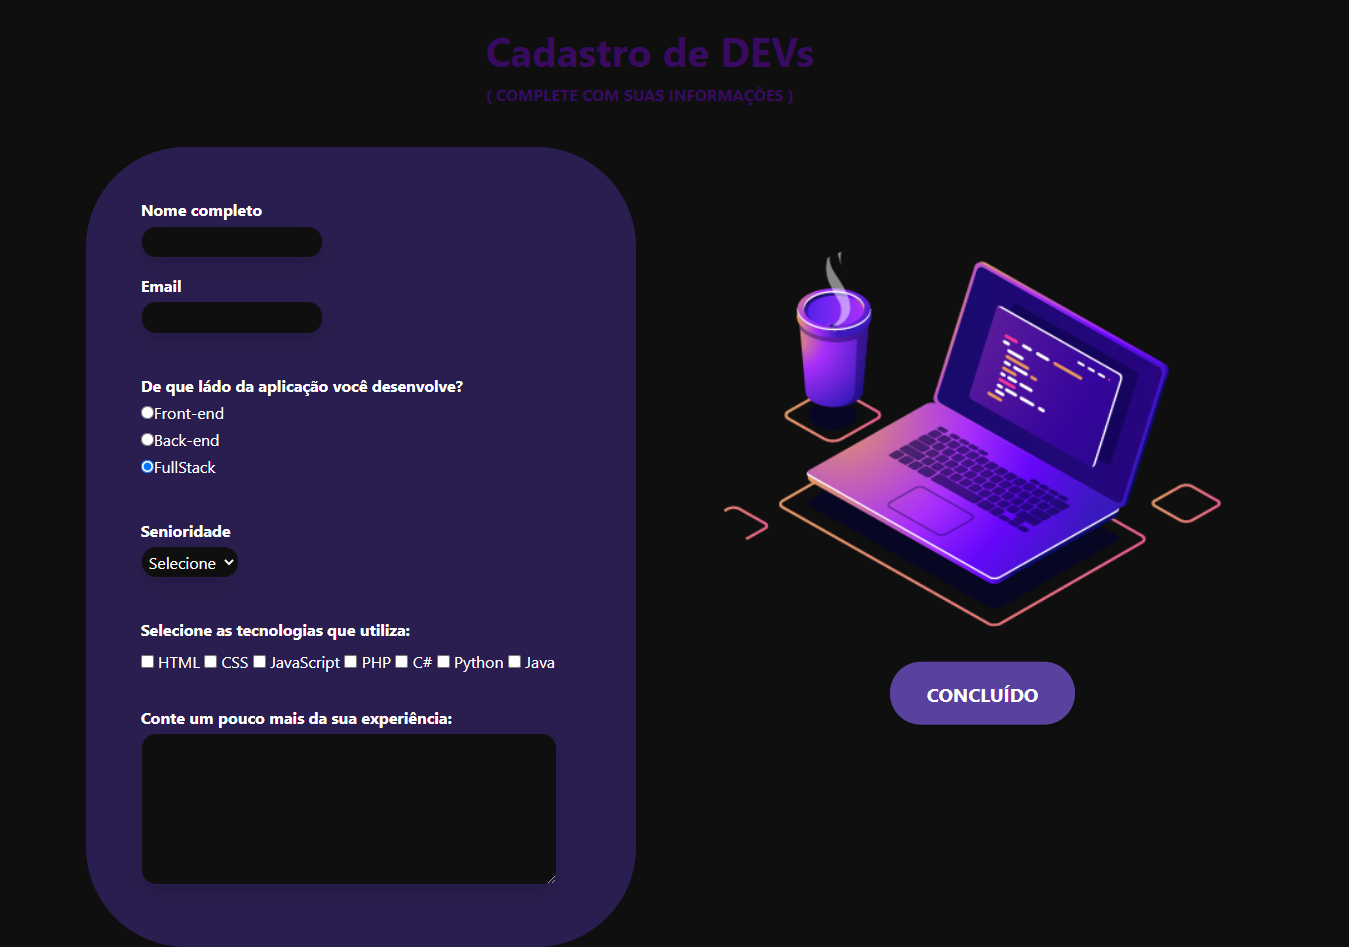 Cadastro de DEVs
( COMPLETE COM SUAS INFORMAÇÕES )
Nome completo
Email
De que ládo da aplicação você desenvolve?
Front-end
Back-end
FullStack
Senioridade
Selecione
Selecione as tecnologias que utiliza:
HTML CSS JavaScript PHP C# Python Java
Conte um pouco mais da sua experiência:
CONCLUÍDO